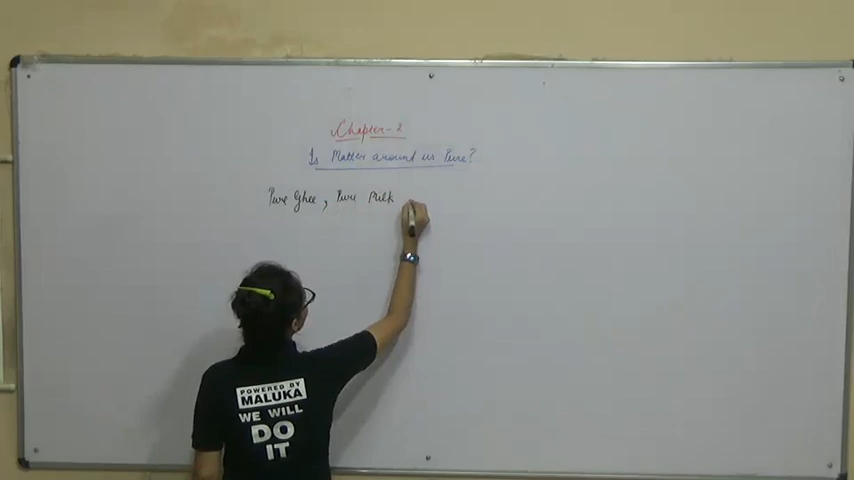 Chapter-2
Is Matter around us Pure?
Pure Ghee, Pure Milk
POWERED BY
MALUKA
WE WILL
DO
IT